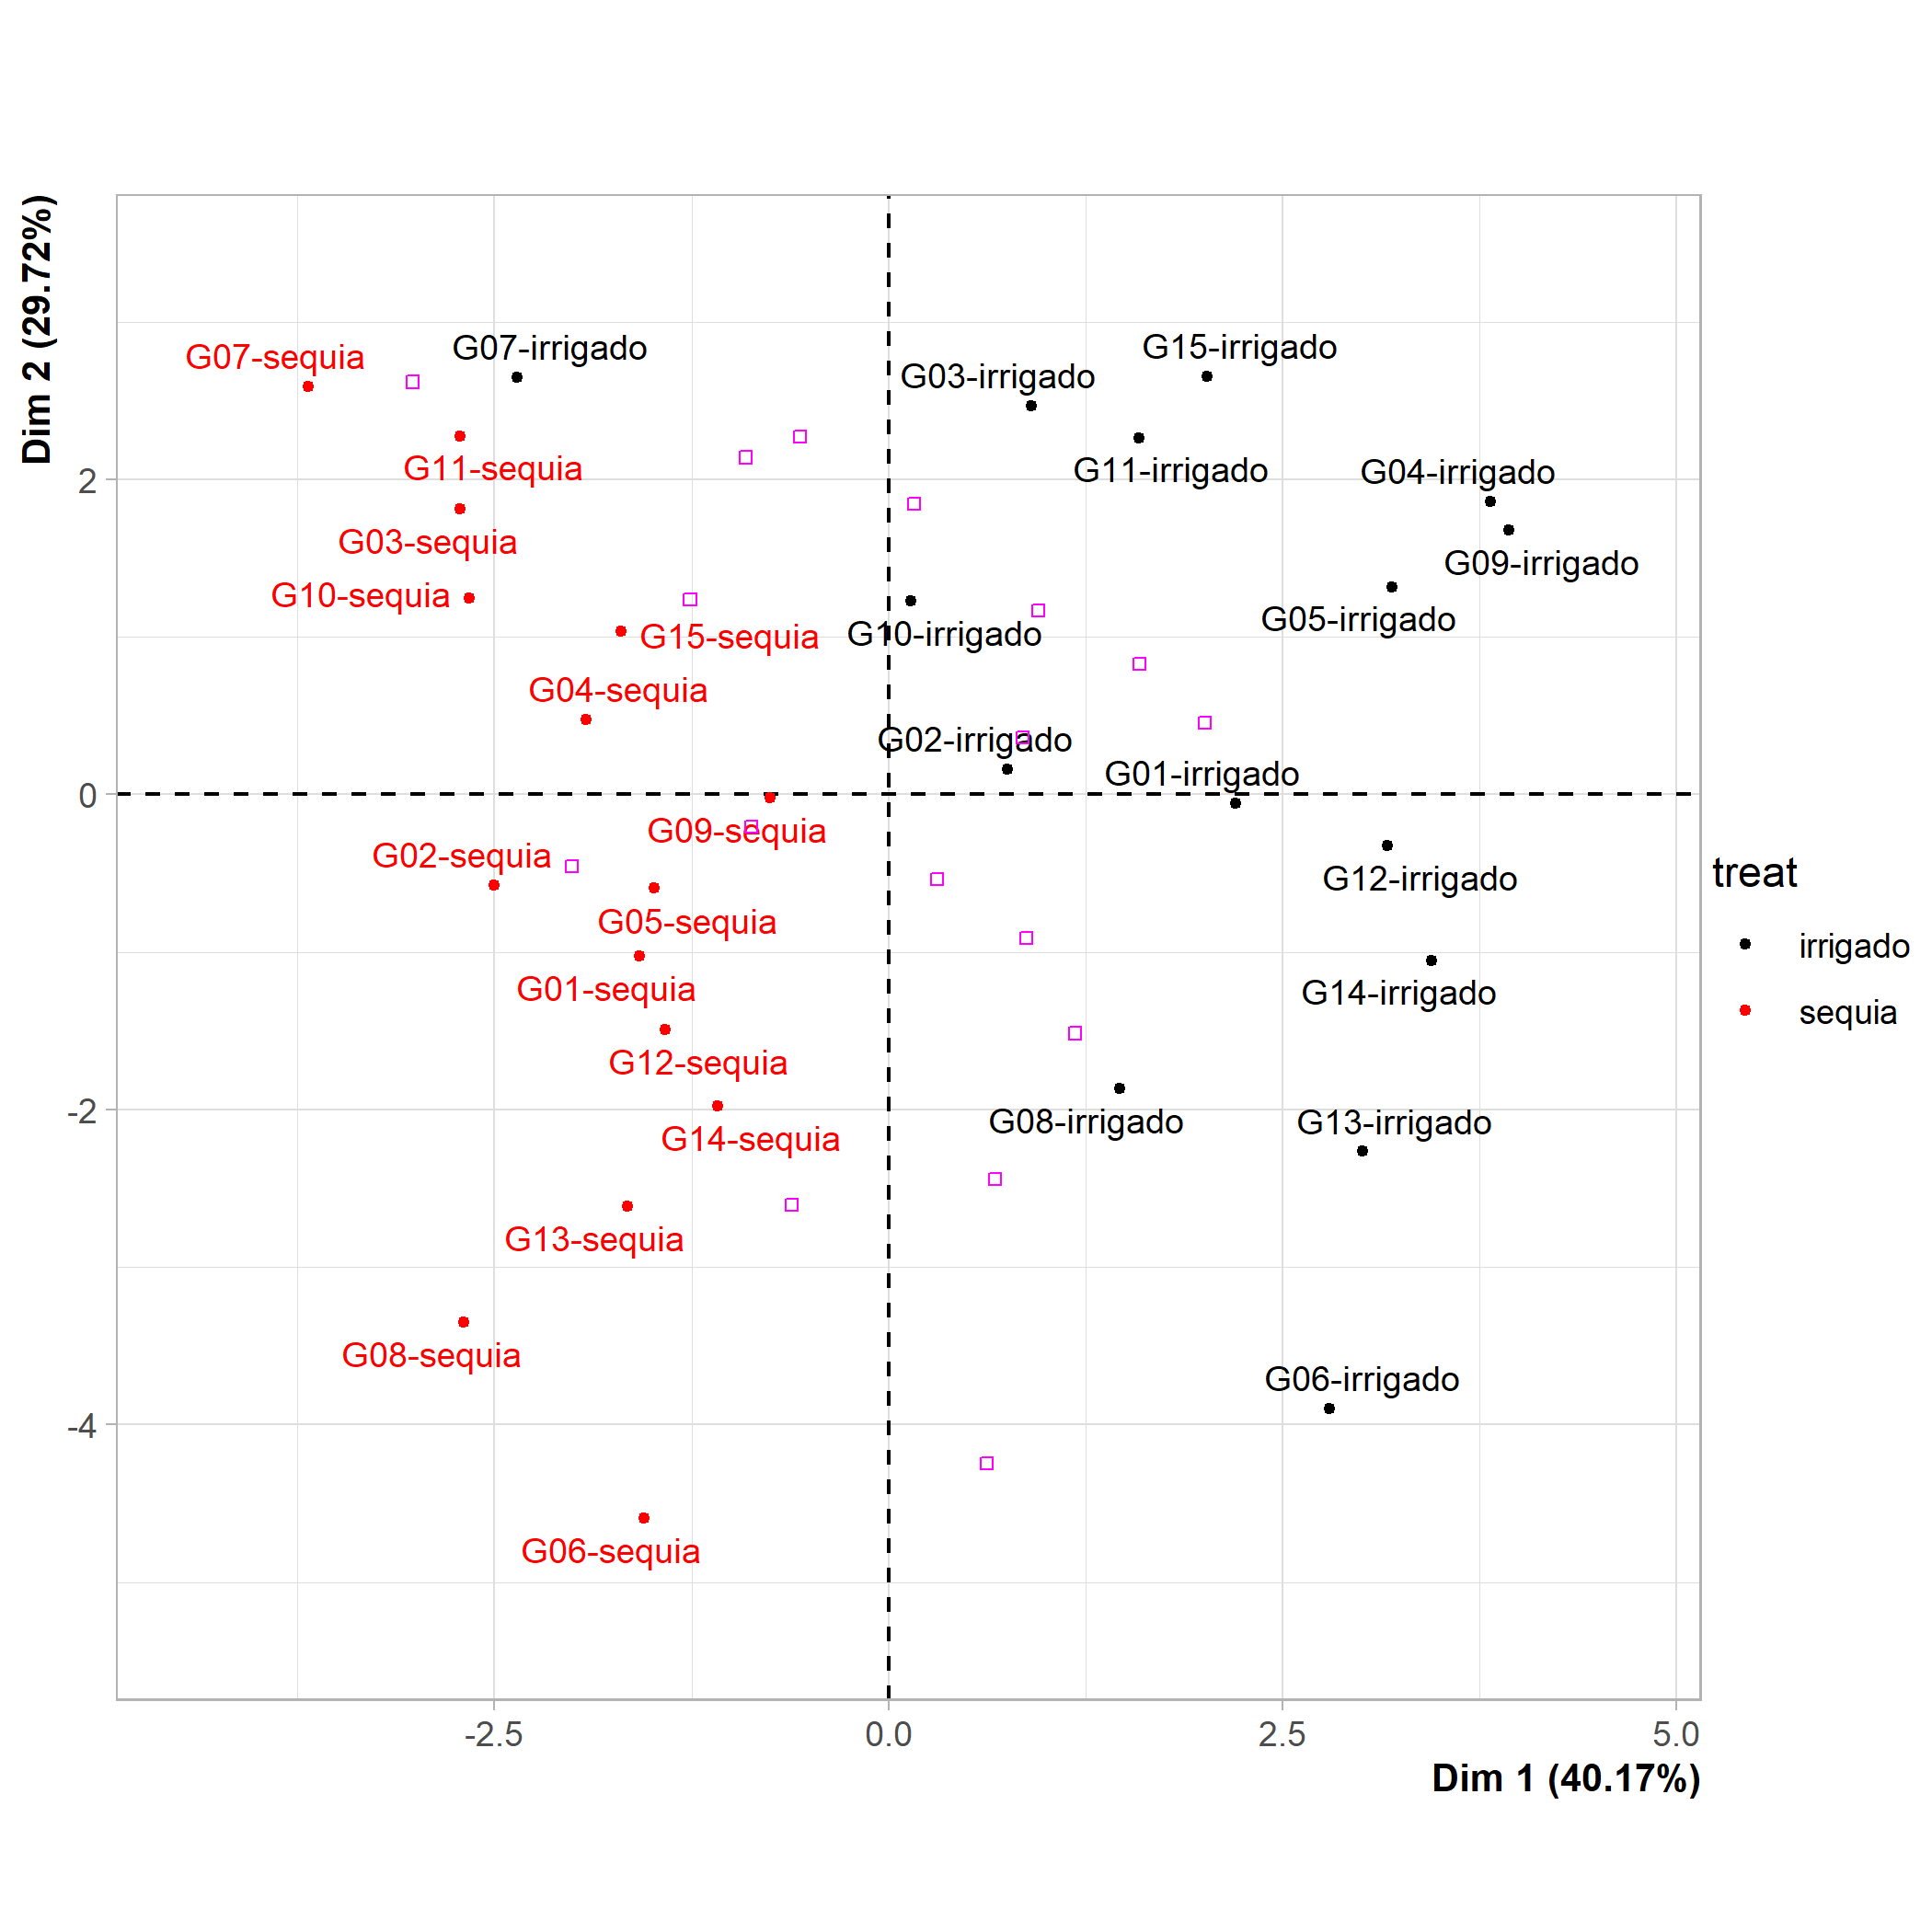 Dim 2 (29.72%)
G07-sequia
G07-irrigado
G15-irrigado
G03-irrigado
G11-sequia
G11-irrigado
G04-irrigado
2
G03-sequia
G09-irrigado
G10-sequia
G05-irrigado
G15-sequia
G10-irrigado
G04-sequia
G02-irrigado
G01-irrigado
0
G09-sequia
G02-sequia
G12-irrigado
treat
G05-sequia
irrigado
G01-sequia
G14-irrigado
sequia
G12-sequia
-2
G08-irrigado
G13-irrigado
G14-sequia
G13-sequia
G08-sequia
G06-irrigado
-4
G06-sequia
-2.5
0.0
2.5
5.0
Dim 1 (40.17%)